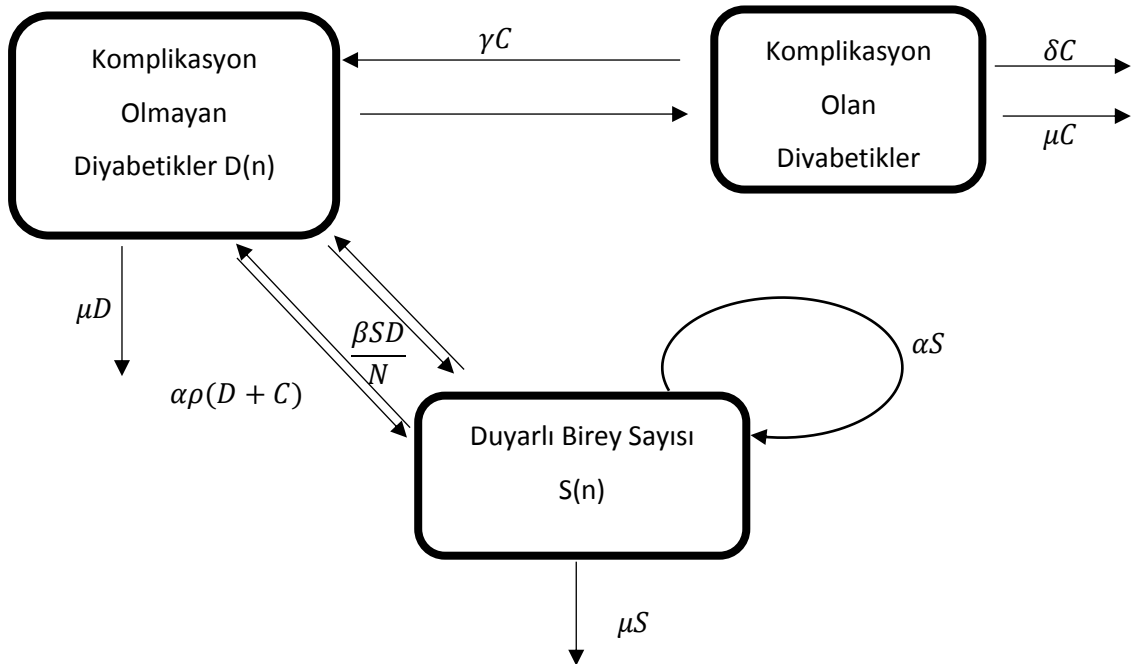 Komplikasyon
Olmayan
Diyabetikler D(n)
γC
Komplikasyon
Olan
Divabetikler
δC
μC
μD
αρ(D + C)
βSD
N
αS
Duyarlı Birey Sayısı
S(n)
μS